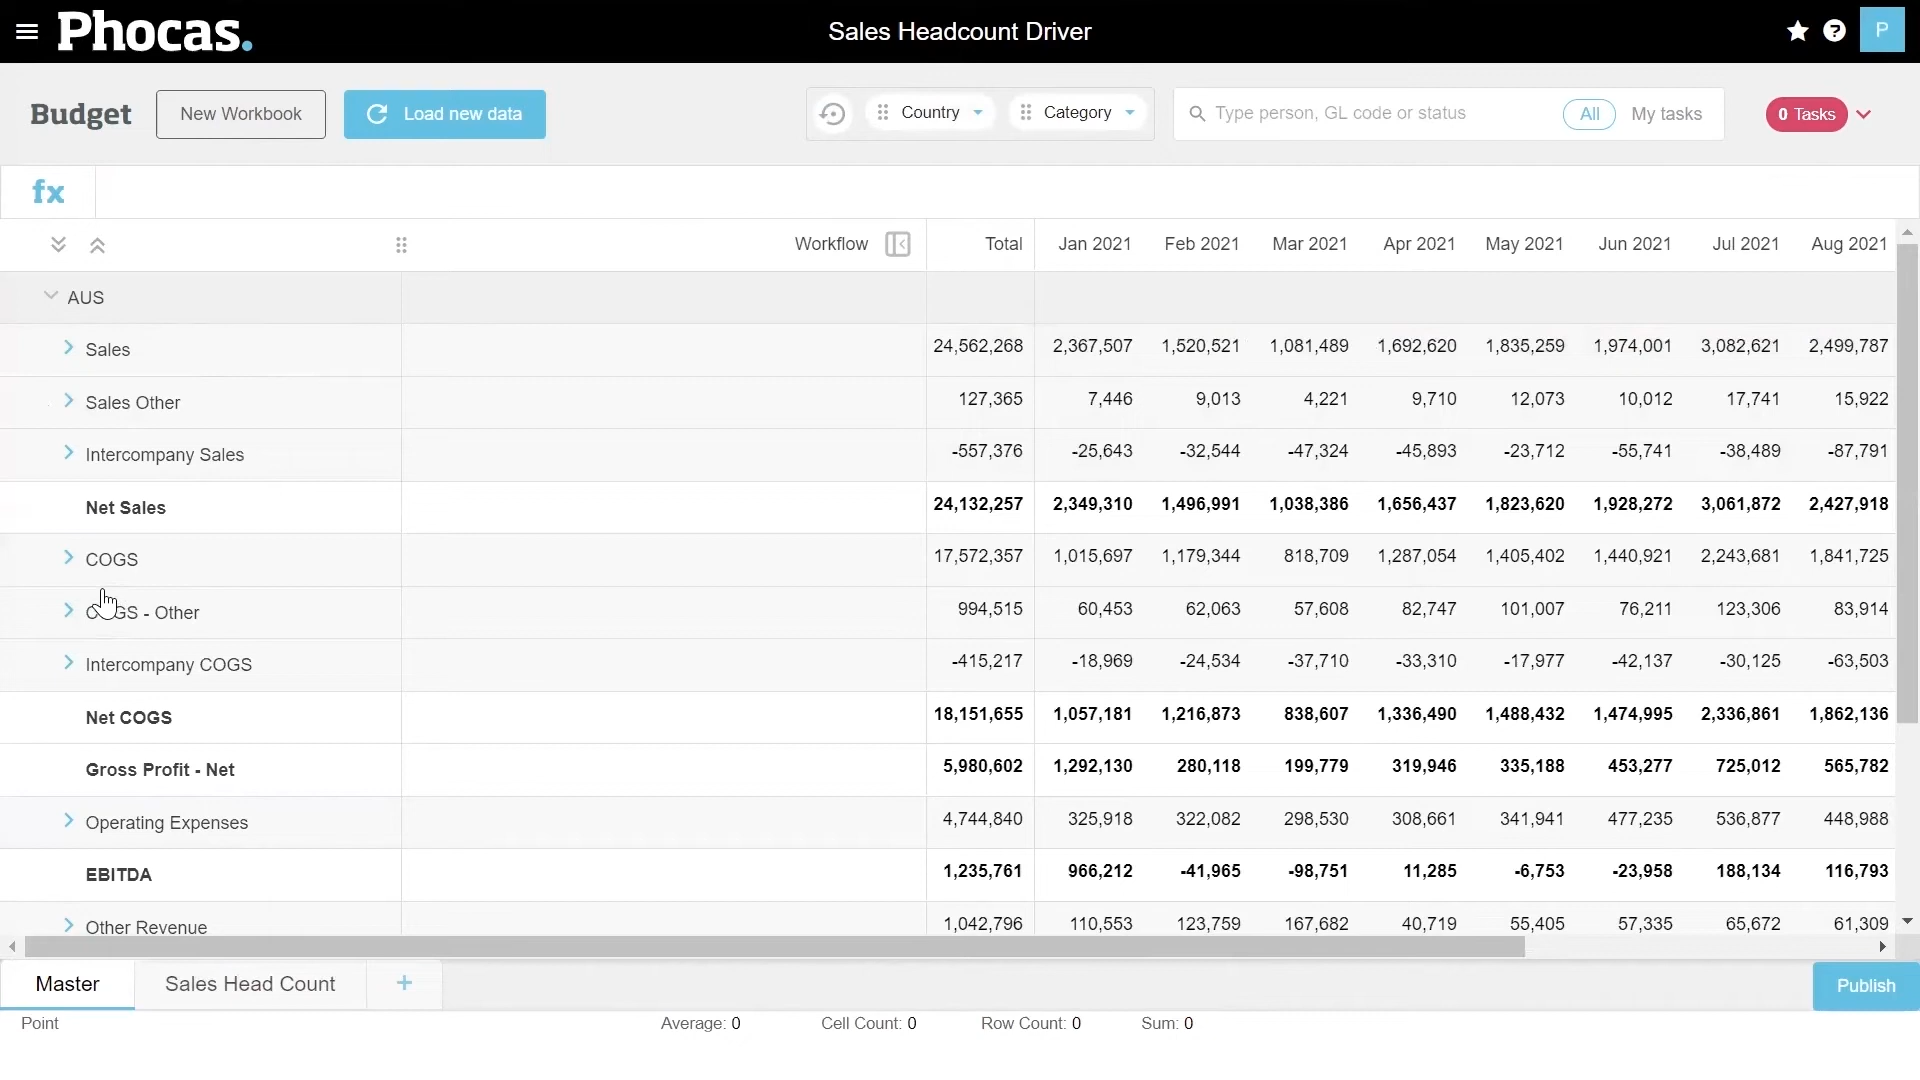 Phocas.
Sales Headcount Driver
? P
Budget
New Workbook
Load new data
Country
Category
Type person, GL code or status
All
My tasks
0 Tasks
fx
Workflow Total Jan 2021 Feb 2021 Mar 2021 Apr 2021 May 2021 Jun 2021 Jul 2021 Aug 2021
AUS
Sales 24,562,268 2,367,507 1,520,521 1,081,489 1,692,620 1,835,259 1,974,001 3,082,621 2,499,787
Sales Other 127,365 7,446 9,013 4,221 9,710 12,073 10,012 17,741 15,922
Intercompany Sales -557,376 -25,643 -32,544 -47,324 -45,893 -23,712 -55,741 -38,489 -87,791
Net Sales 24,132,257 2,349,310 1,496,991 1,038,386 1,656,437 1,823,620 1,928,272 3,061,872 2,427,918
COGS 17,572,357 1,015,697 1,179,344 818,709 1,287,054 1,405,402 1,440,921 2,243,681 1,841,725
COGS - Other 994,515 60,453 62,063 57,608 82,747 101,007 76,211 123,306 83,914
Intercompany COGS -415,217 -18,969 -24,534 -37,710 -33,310 -17,977 -42,137 -30,125 -63,503
Net COGS 18,151,655 1,057,181 1,216,873 838,607 1,336,490 1,488,432 1,474,995 2,336,861 1,862,136
Gross Profit - Net 5,980,602 1,292,130 280,118 199,779 319,946 335,188 453,277 725,012 565,782
Operating Expenses 4,744,840 325,918 322,082 298,530 308,661 341,941 477,235 536,877 448,988
EBITDA 1,235,761 966,212 -41,965 -98,751 11,285 -6,753 -23,958 188,134 116,793
Other Revenue 1,042,796 110,553 123,759 167,682 40,719 55,405 57,335 65,672 61,309
Master
Sales Head Count
+
Publish
Point Average: 0 Cell Count: 0 Row Count: 0 Sum: 0